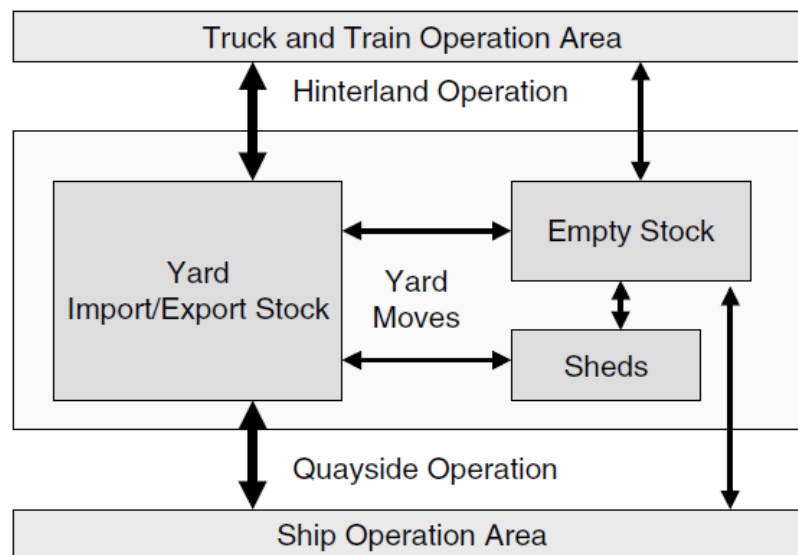 Truck and Train Operation Area
Hinterland Operation
Yard
Import/Export Stock
Yard
Moves
Empty Stock
Sheds
Quayside Operation
Ship Operation Area